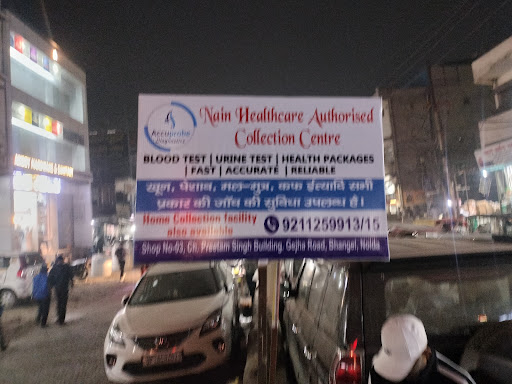 Accuprobe
Diagnostics
Nain Healthcare Authorised
Collection Centre
BLOOD TEST | URINE TEST | HEALTH PACKAGES
| FAST | ACCURATE | RELIABLE
खून, पेशाब, मल-मूत्र, कफ इत्यादि सभी
प्रकार की जाँच की सुविधा उपलब्ध है।
Home Collection facility
also Available
9211259913/15
Shop No-03, Ch. Preetam Singh Building, Gejha Road, Bhangel, Noida